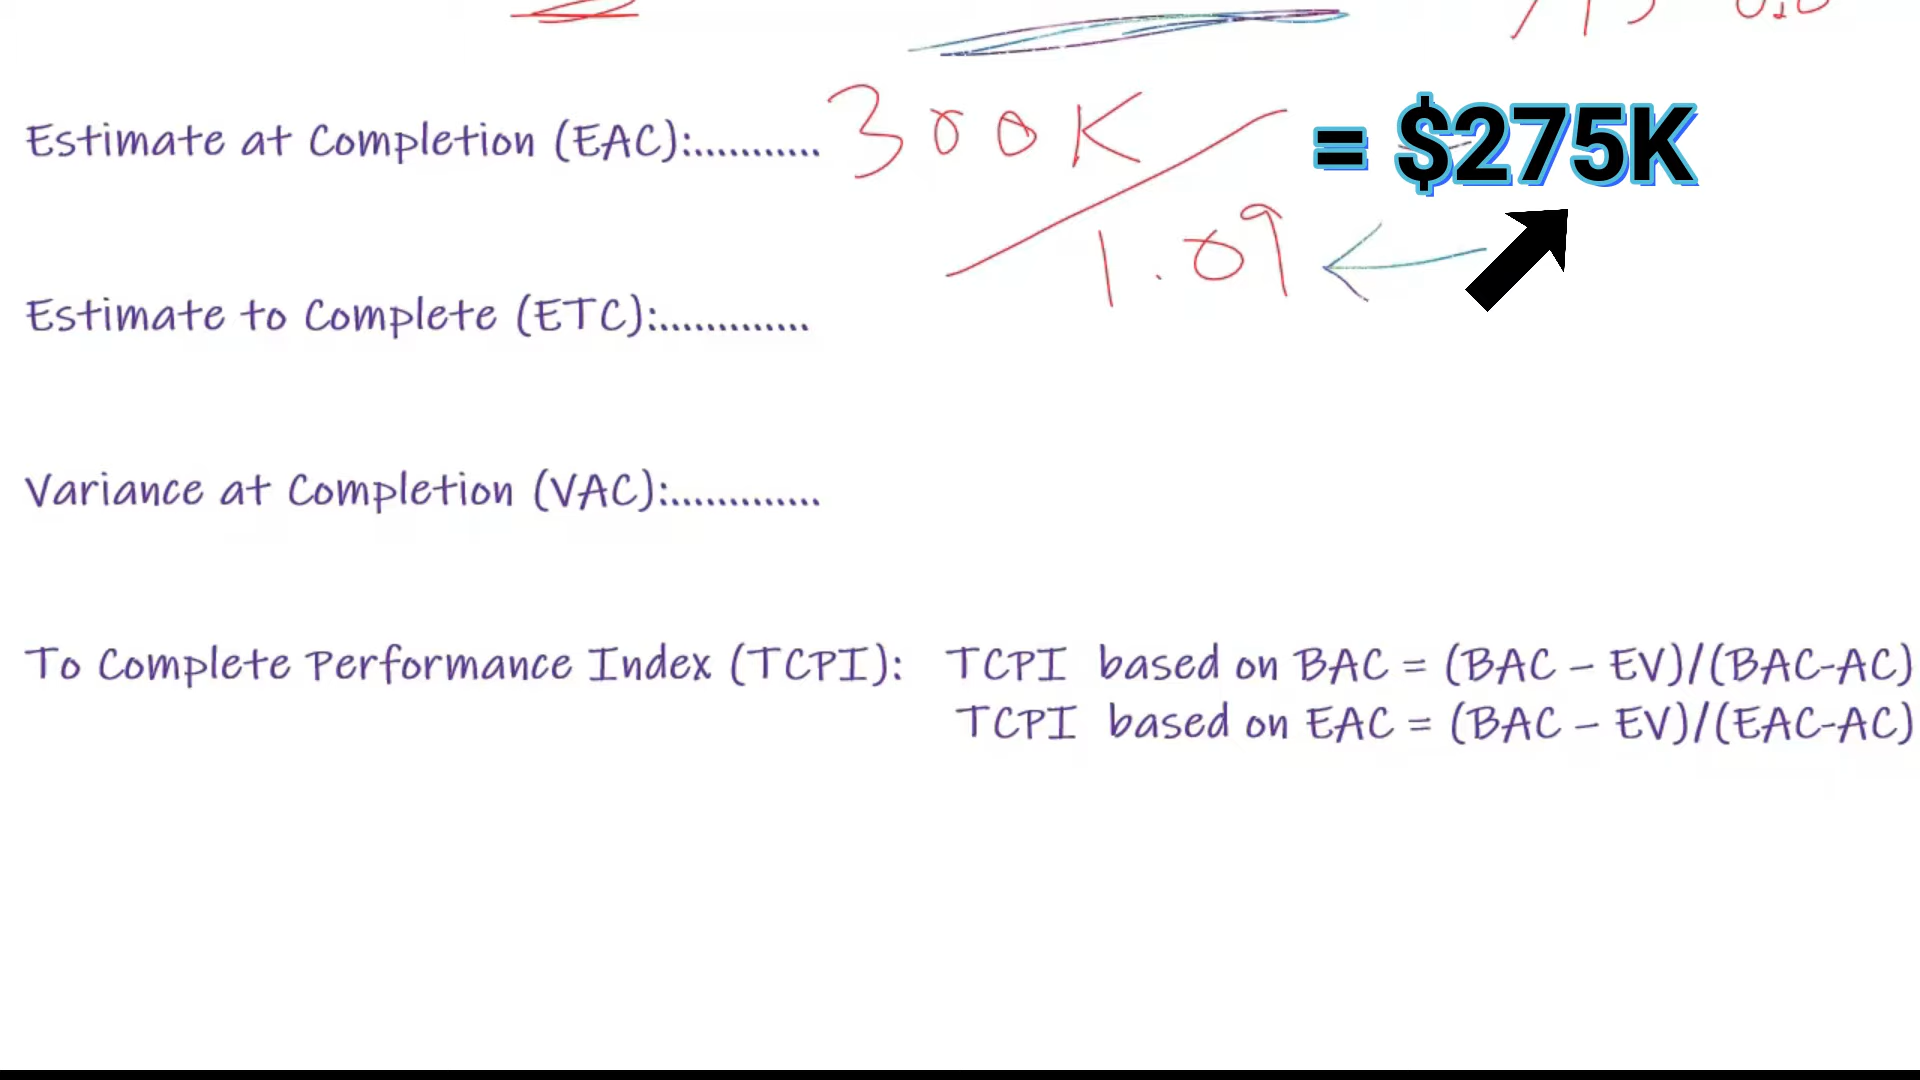 Estimate at Completion (EAC):........... 300K / 1.09 = $275K
Estimate to Complete (ETC):.............
Variance at Completion (VAC):.............
To Complete Performance Index (TCPI): TCPI based on BAC = (BAC – EV)/(BAC-AC)
TCPI based on EAC = (BAC – EV)/(EAC-AC)